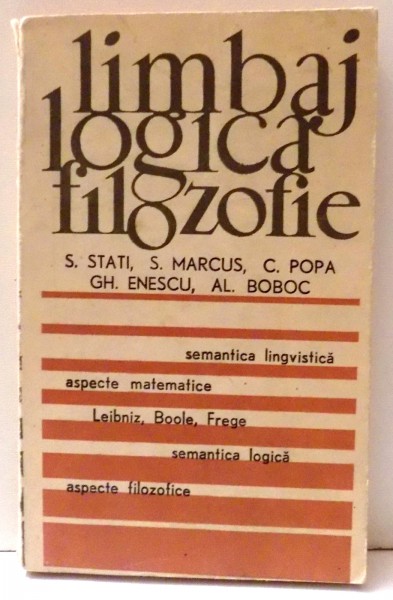 limbaj
logică
filozofie
S. STATI, S. MARCUS, C. POPA
GH. ENESCU, AL. BOBOC
semantica lingvistică
aspecte matematice
Leibniz, Boole, Frege
semantica logică
aspecte filozofice